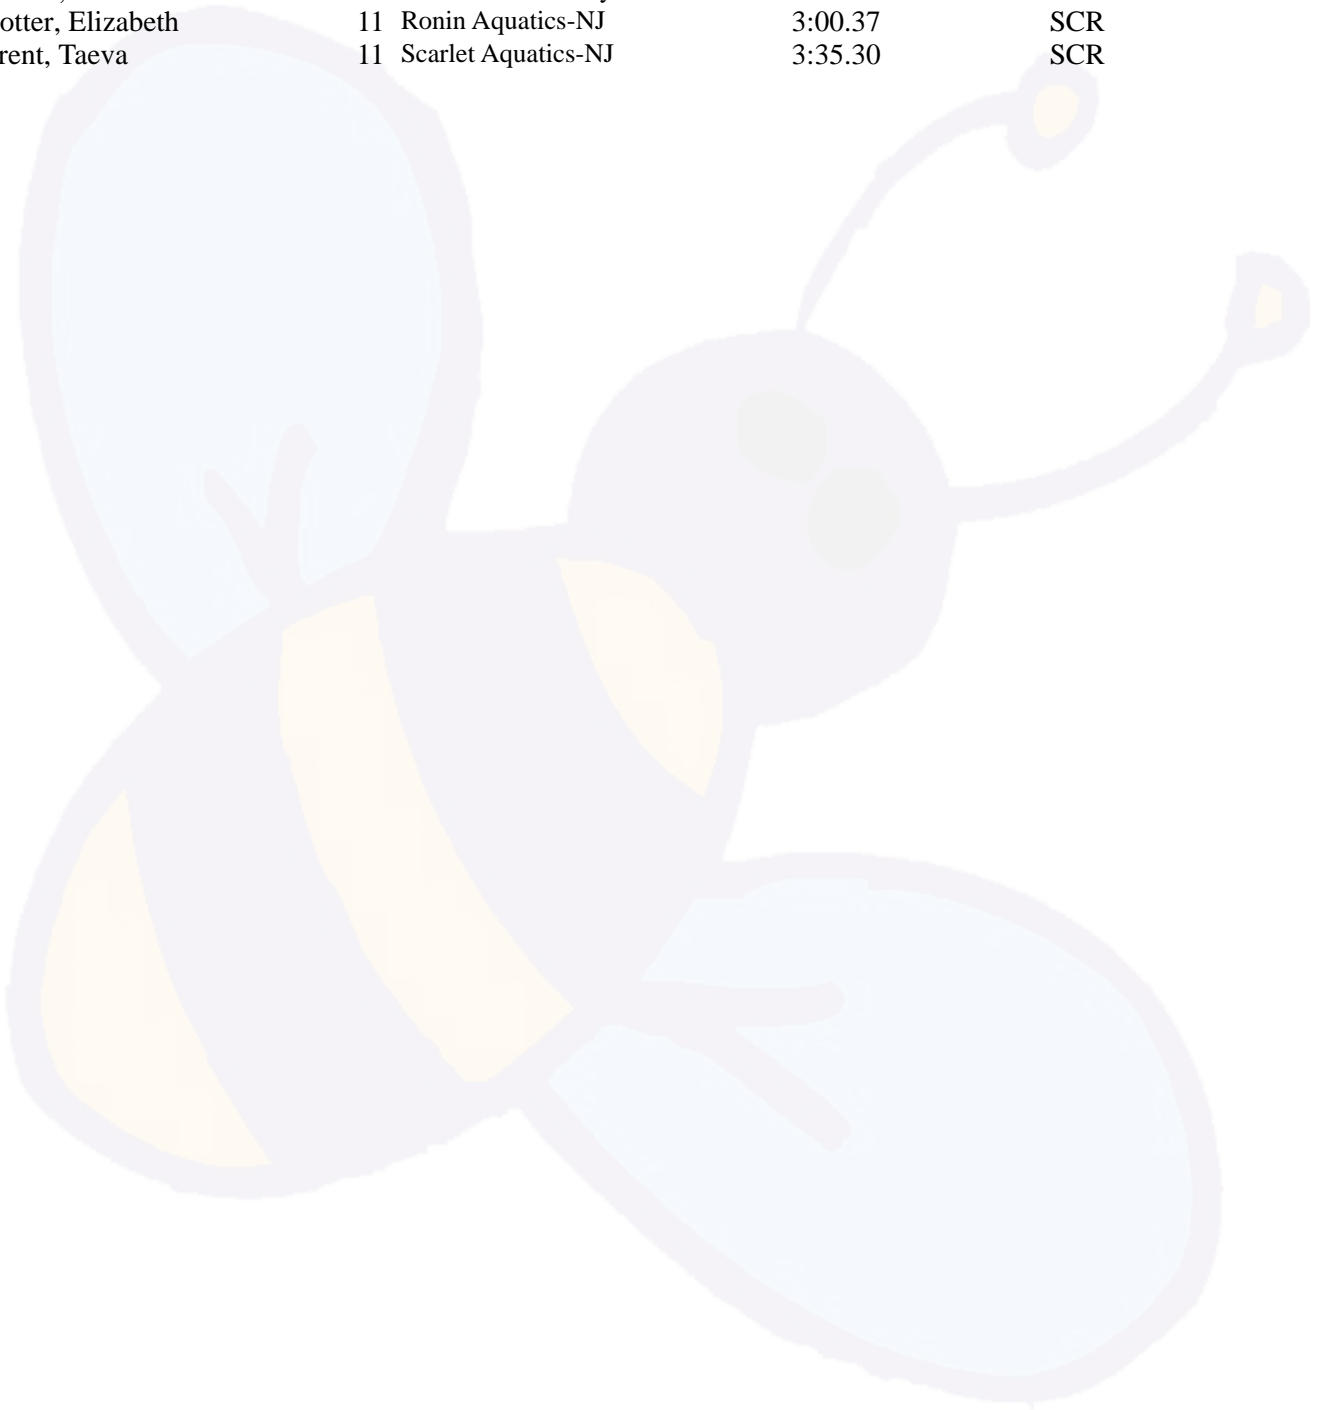 otter, Elizabeth 11 Ronin Aquatics-NJ 3:00.37 SCR
rent, Taeva 11 Scarlet Aquatics-NJ 3:35.30 SCR